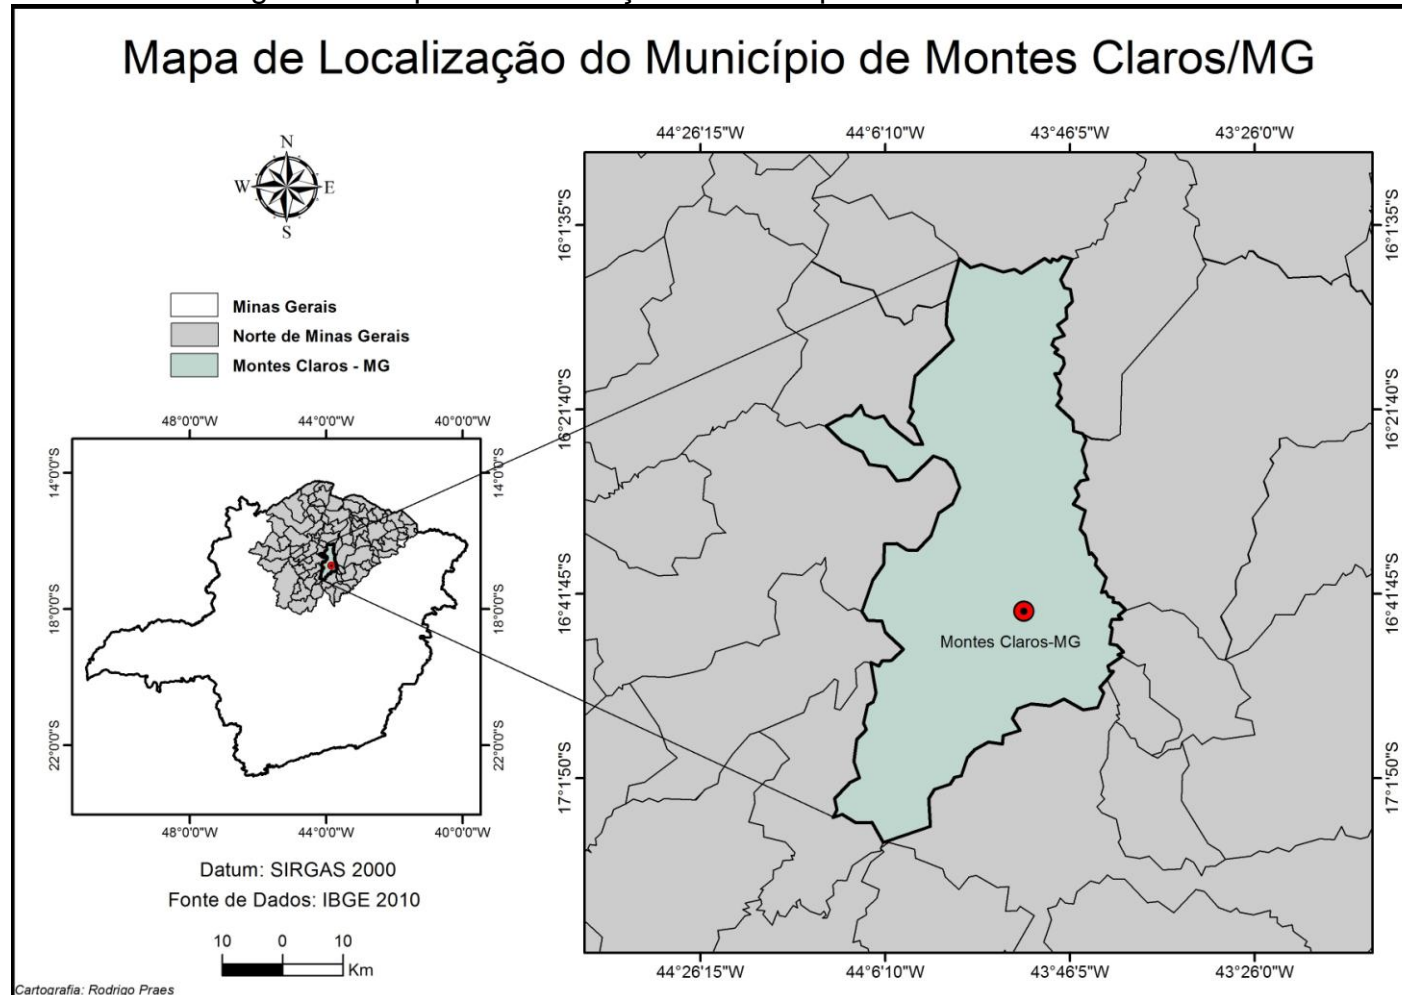 Mapa de Localização do Município de Montes Claros/MG
N
W E
S
Minas Gerais
Norte de Minas Gerais
Montes Claros - MG
48°0'0"W 44°0'0"W 40°0'0"W
14°0'0"S 14°0'0"S
18°0'0"S 18°0'0"S
22°0'0"S 22°0'0"S
48°0'0"W 44°0'0"W 40°0'0"W
Datum: SIRGAS 2000
Fonte de Dados: IBGE 2010
10 0 10
Km
Cartografia: Rodrigo Praes
44°26'15"W 44°6'10"W 43°46'5"W 43°26'0"W
16°1'35"S 16°1'35"S
16°21'40"S 16°21'40"S
16°41'45"S 16°41'45"S
Montes Claros-MG
17°1'50"S 17°1'50"S
44°26'15"W 44°6'10"W 43°46'5"W 43°26'0"W